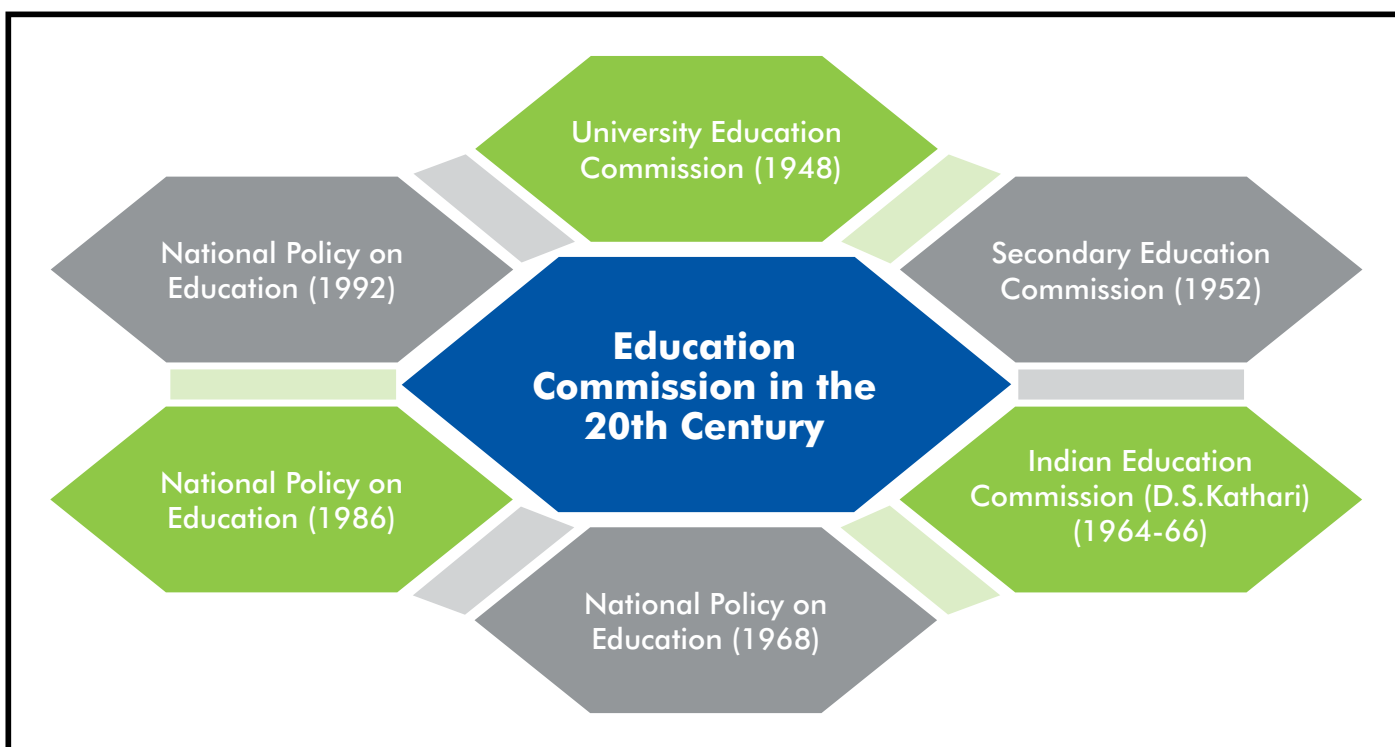 University Education
Commission (1948)
National Policy on
Education (1992)
Secondary Education
Commission (1952)
Education
Commission in the
20th Century
National Policy on
Education (1986)
Indian Education
Commission (D.S.Kathari)
(1964-66)
National Policy on
Education (1968)